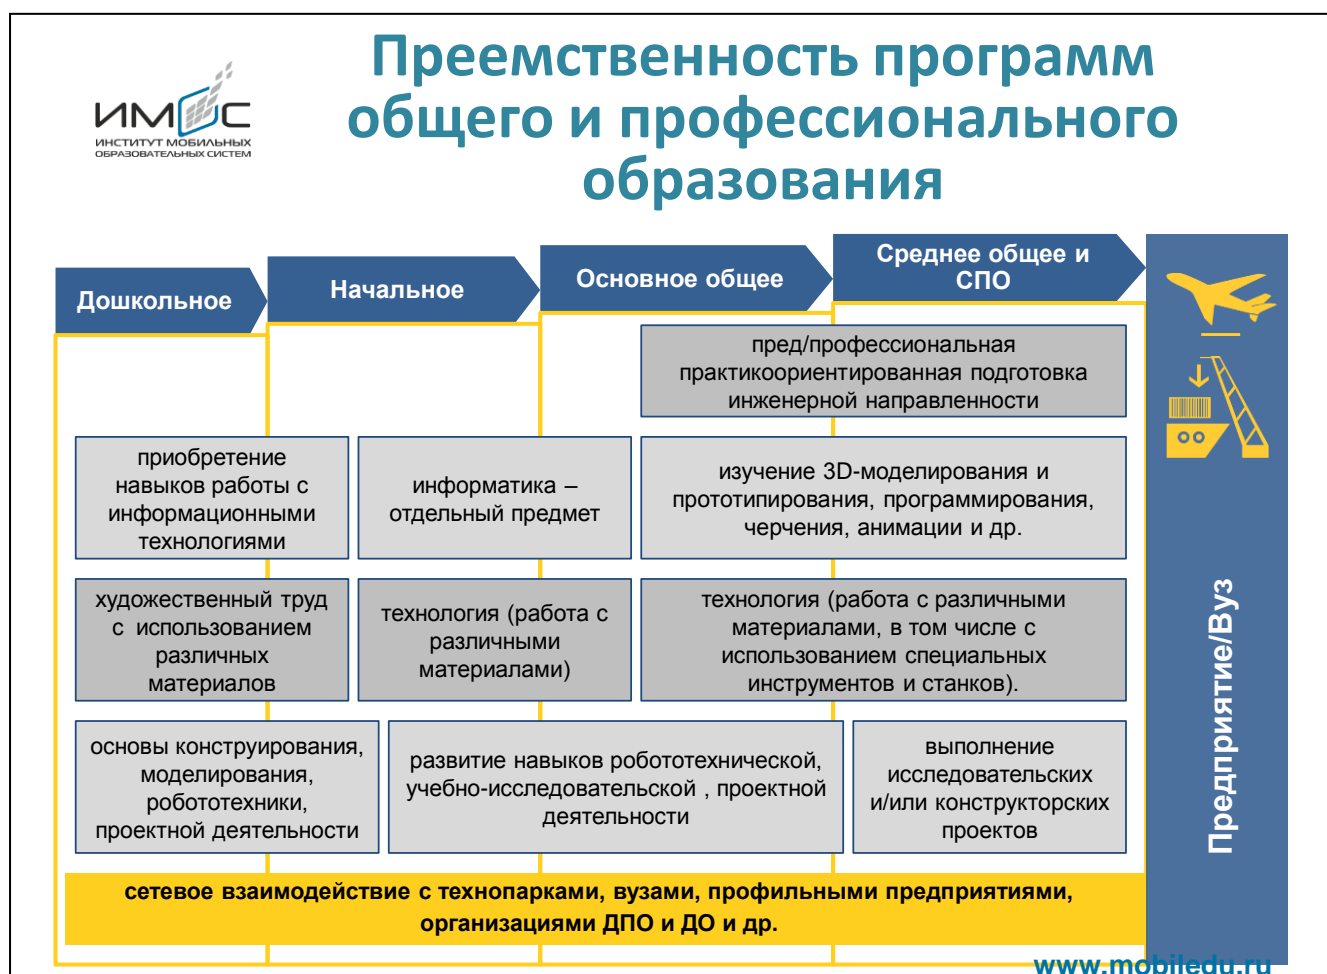 Преемственность программ
общего и профессионального
образования
ИМОС
ИНСТИТУТ МОБИЛЬНЫХ
ОБРАЗОВАТЕЛЬНЫХ СИСТЕМ
Дошкольное
Начальное
Основное общее
Среднее общее и
СПО
пред/профессиональная
практикоориентированная подготовка
инженерной направленности
приобретение
навыков работы с
информационными
технологиями
информатика –
отдельный предмет
изучение 3D-моделирования и
прототипирования, программирования,
черчения, анимации и др.
художественный труд
с использованием
различных
материалов
технология (работа с
различными
материалами)
технология (работа с различными
материалами, в том числе с
использованием специальных
инструментов и станков).
основы конструирования,
моделирования,
робототехники,
проектной деятельности
развитие навыков робототехнической,
учебно-исследовательской , проектной
деятельности
выполнение
исследовательских
и/или конструкторских
проектов
Предприятие/Вуз
сетевое взаимодействие с технопарками, вузами, профильными предприятиями,
организациями ДПО и ДО и др.
www.mobiledu.ru